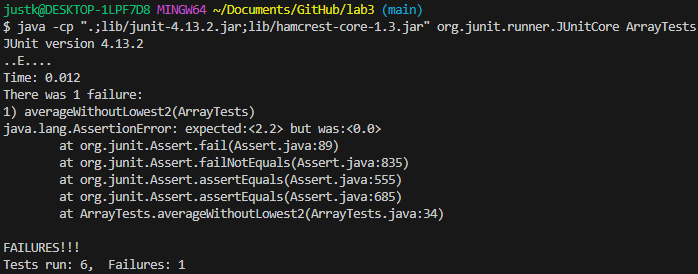 justk@DESKTOP-1LPF7D8 MINGW64 ~/Documents/GitHub/lab3 (main)
$ java -cp ".;lib/junit-4.13.2.jar;lib/hamcrest-core-1.3.jar" org.junit.runner.JUnitCore ArrayTests
JUnit version 4.13.2
..E....
Time: 0.012
There was 1 failure:
1) averageWithoutLowest2(ArrayTests)
java.lang.AssertionError: expected:<2.2> but was:<0.0>
        at org.junit.Assert.fail(Assert.java:89)
        at org.junit.Assert.failNotEquals(Assert.java:835)
        at org.junit.Assert.assertEquals(Assert.java:555)
        at org.junit.Assert.assertEquals(Assert.java:685)
        at ArrayTests.averageWithoutLowest2(ArrayTests.java:34)

FAILURES!!!
Tests run: 6,  Failures: 1